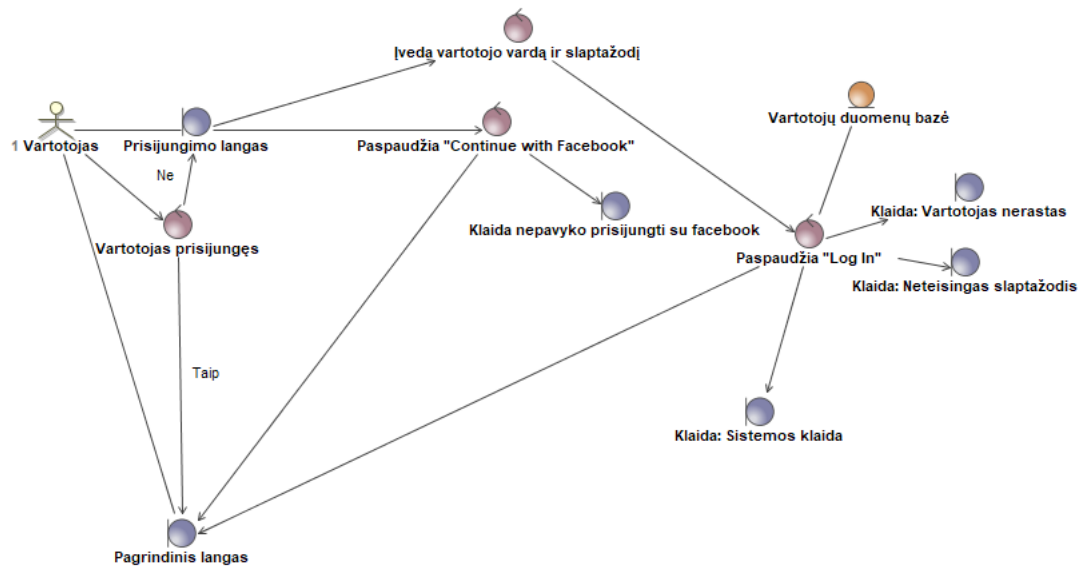 Įveda vartotojo vardą ir slaptažodį
Vartotojų duomenų bazė
1 Vartotojas
Prisijungimo langas
Paspaudžia "Continue with Facebook"
Ne
Klaida: Vartotojas nerastas
Klaida nepavyko prisijungti su facebook
Vartotojas prisijungęs
Paspaudžia "Log In"
Klaida: Neteisingas slaptažodis
Taip
Klaida: Sistemos klaida
Pagrindinis langas